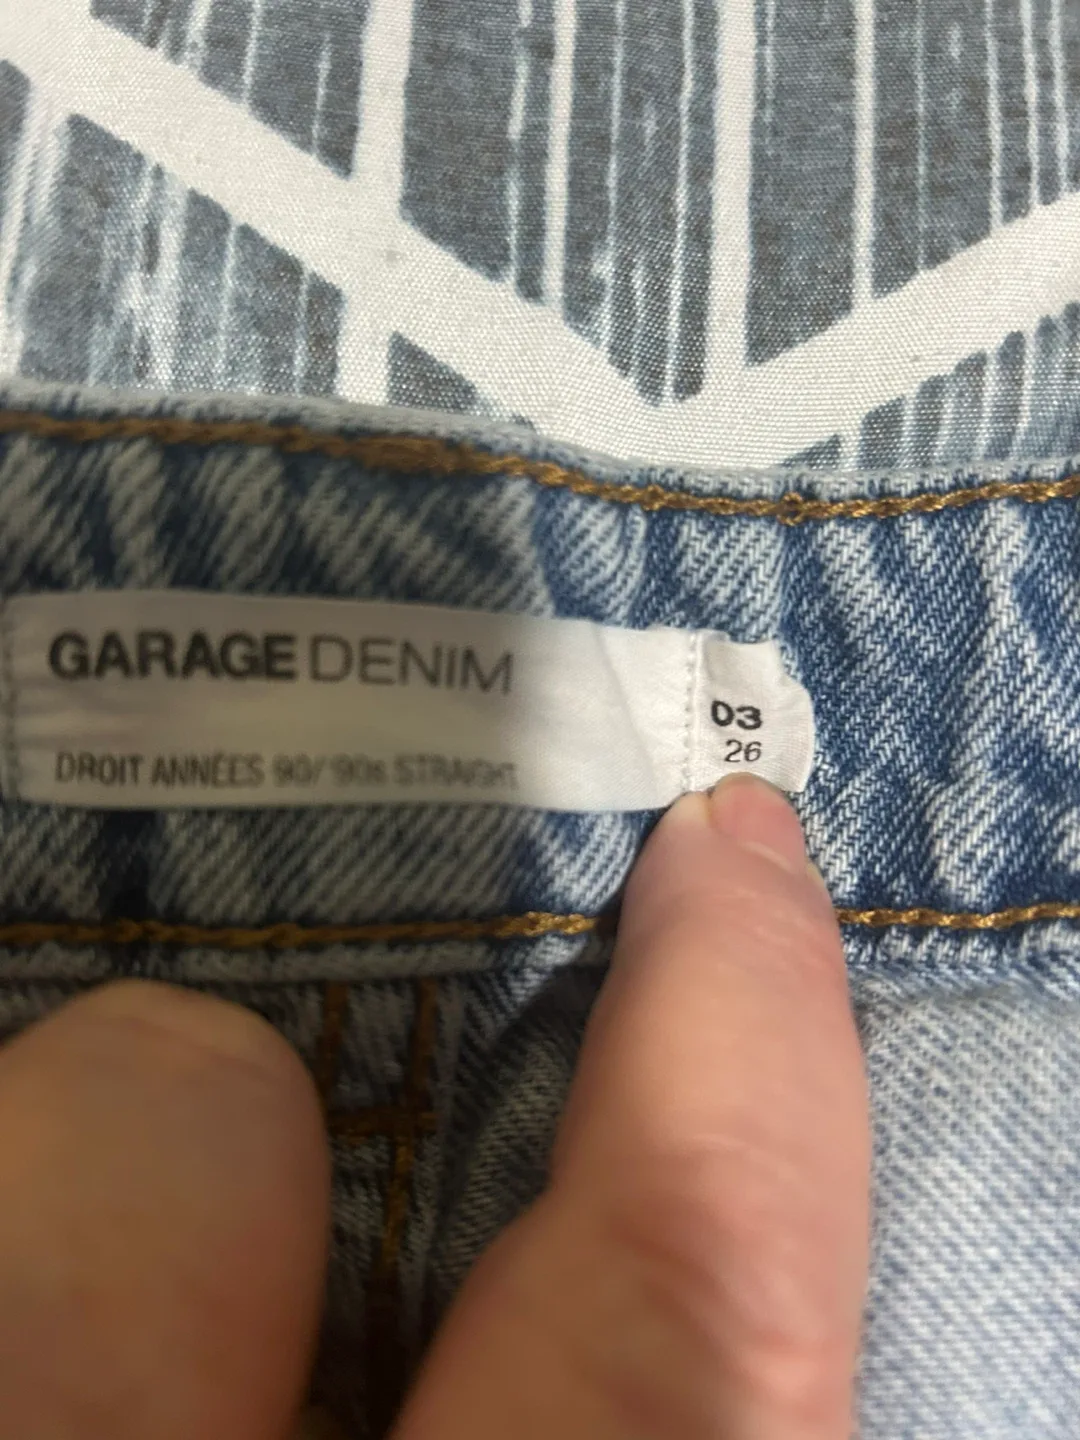 GARAGE DENIM
DROIT ANNÉES 90/ 90s STRAIGHT
03
26